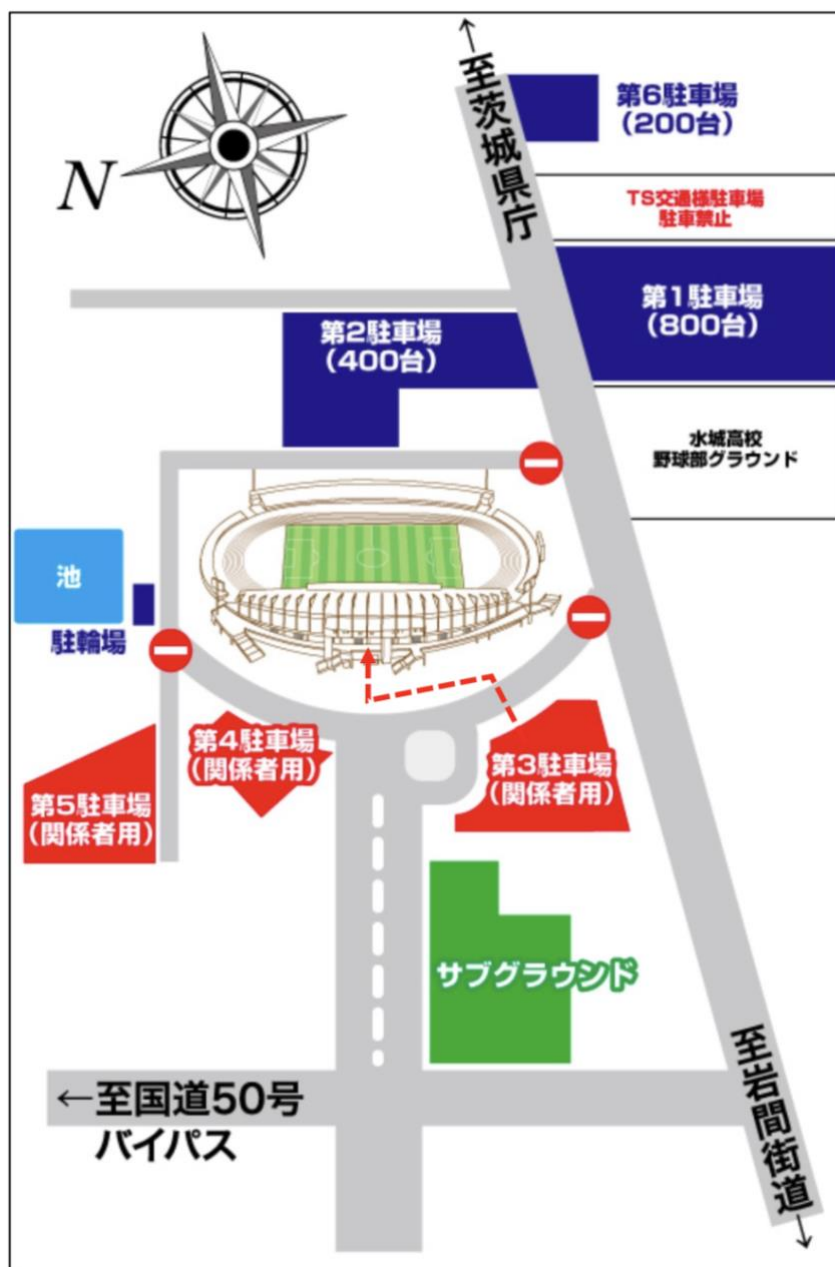 ↑
至茨城県庁
第6駐車場
(200台)
N
TS交通様駐車場
駐車禁止
第1駐車場
(800台)
第2駐車場
(400台)
水城高校
野球部グラウンド
池
駐輪場
第4駐車場
(関係者用)
第3駐車場
(関係者用)
第5駐車場
(関係者用)
サブグラウンド
←至国道50号
バイパス
至岩間街道
↓